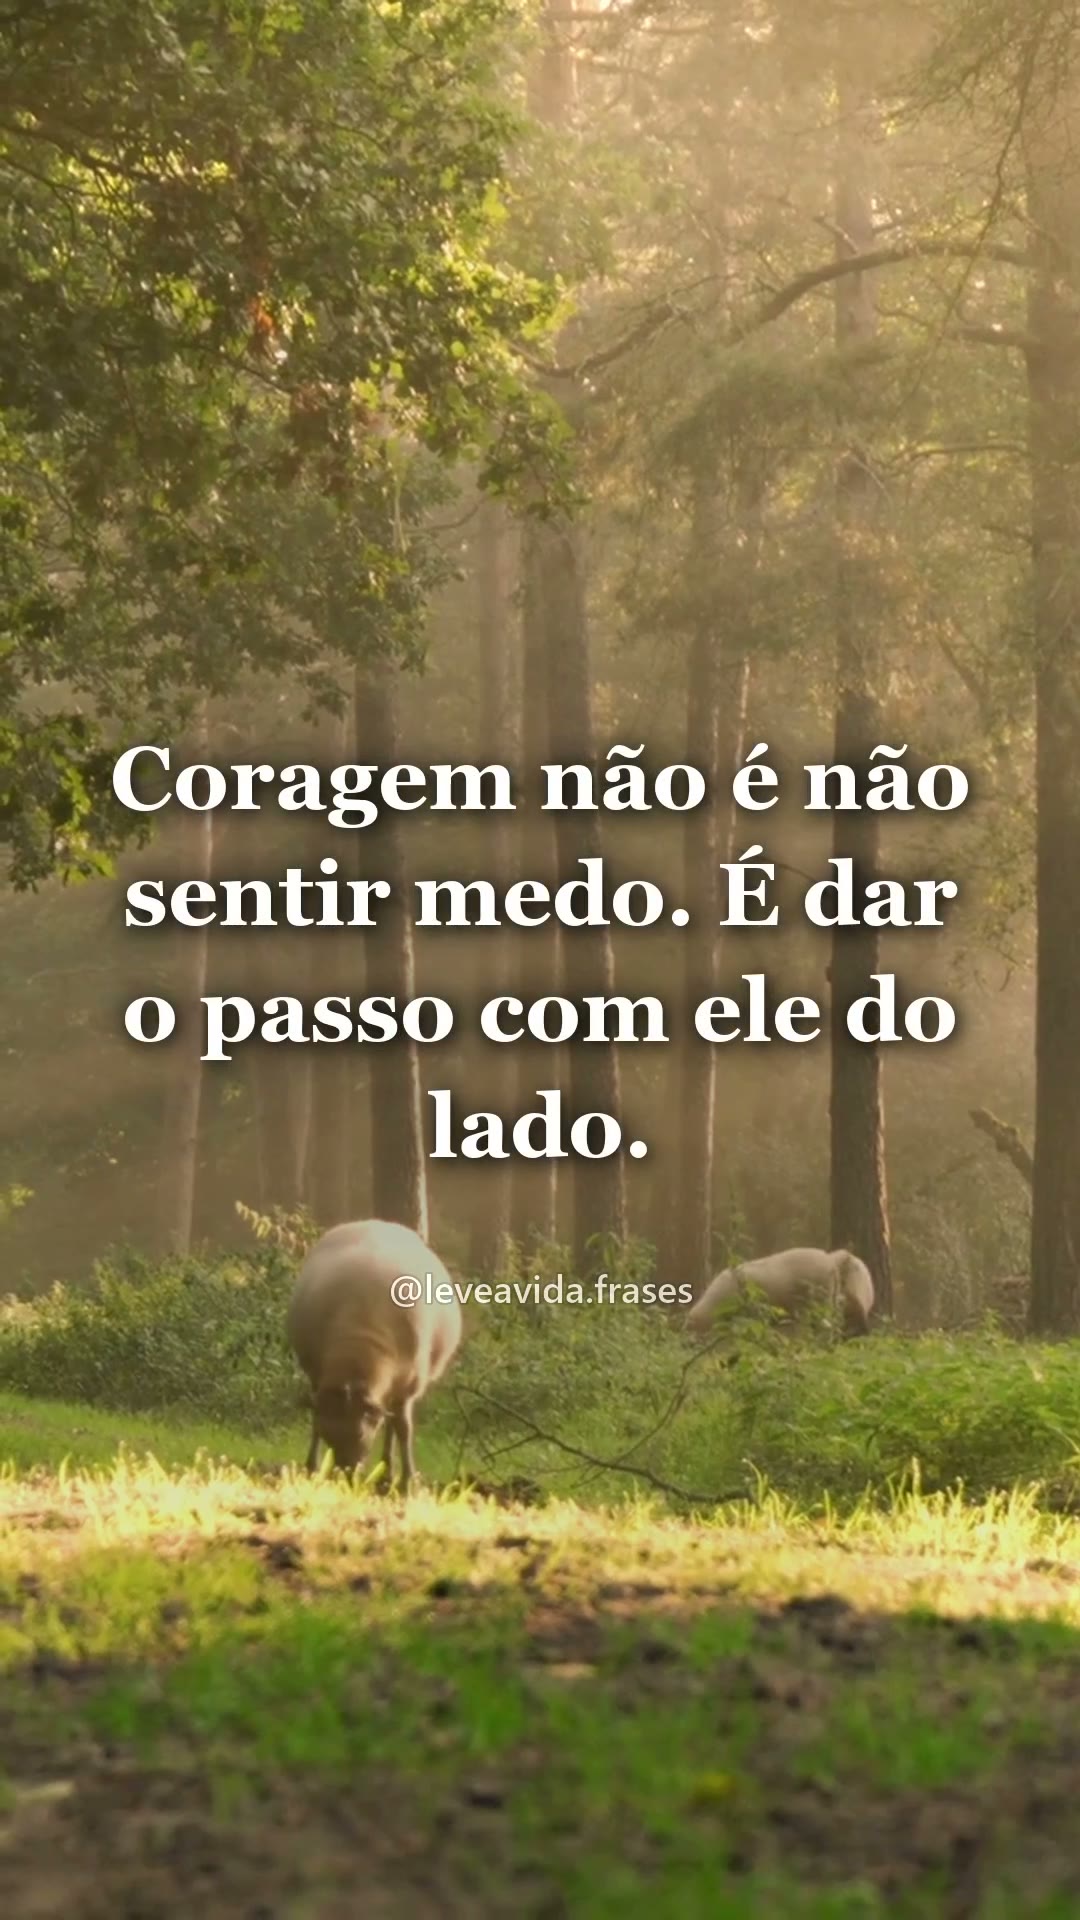 Coragem não é não
sentir medo. É dar
o passo com ele do
lado.
@leveavida.frases